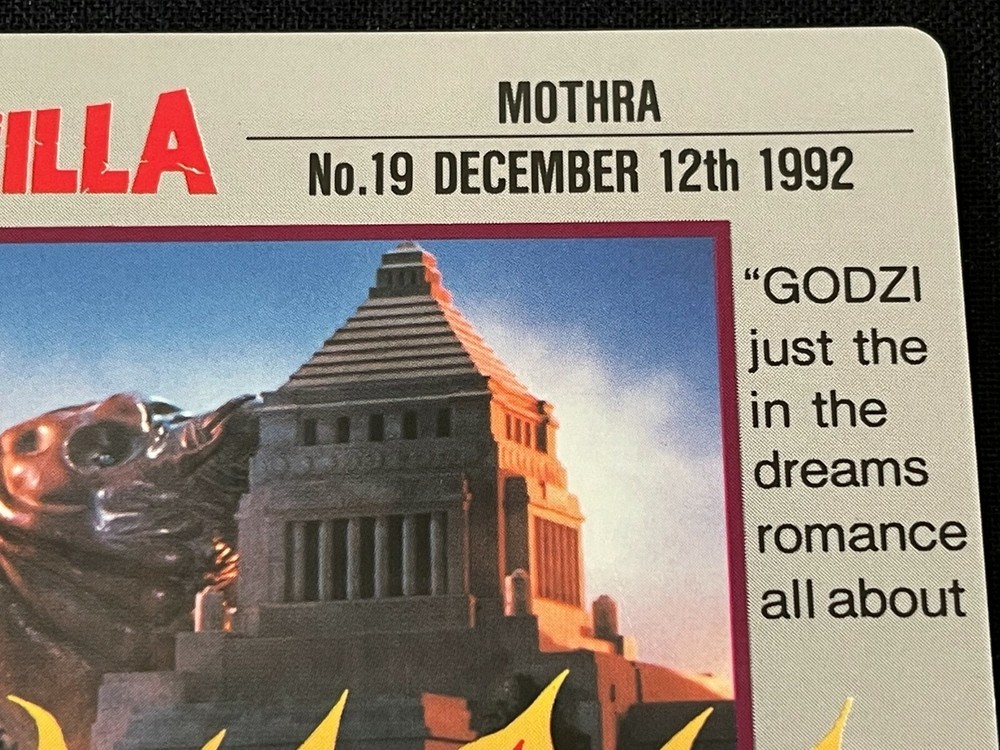 ILLA
MOTHRA
No.19 DECEMBER 12th 1992
“GODZI
just the
in the
dreams
romance
all about